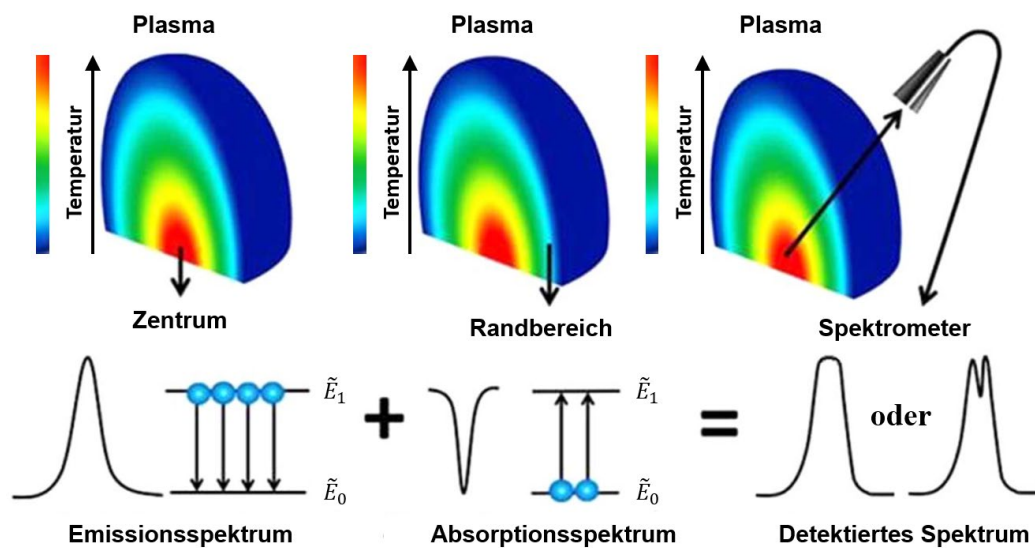 Plasma
Plasma
Plasma
Temperatur
Temperatur
Temperatur
Zentrum
Randbereich
Spektrometer
Ẽ₁
Ẽ₀
+
Ẽ₁
Ẽ₀
=
oder
Emissionsspektrum
Absorptionsspektrum
Detektiertes Spektrum